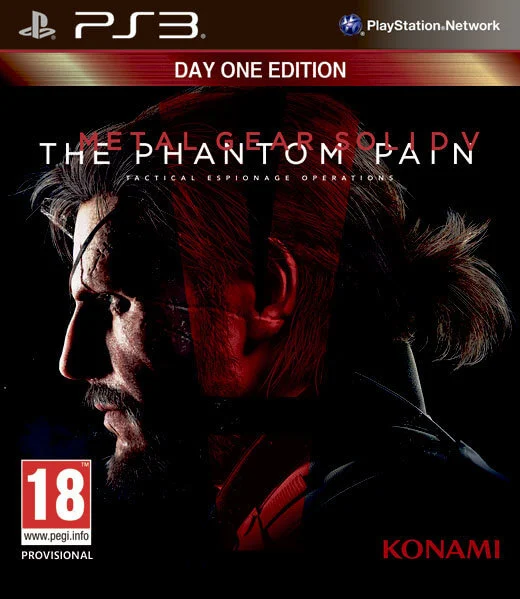 PS3.
PlayStation®Network
DAY ONE EDITION
METAL GEAR SOLID V
THE PHANTOM PAIN
TACTICAL ESPIONAGE OPERATIONS
18 ™
www.pegi.info
PROVISIONAL
KONAMI